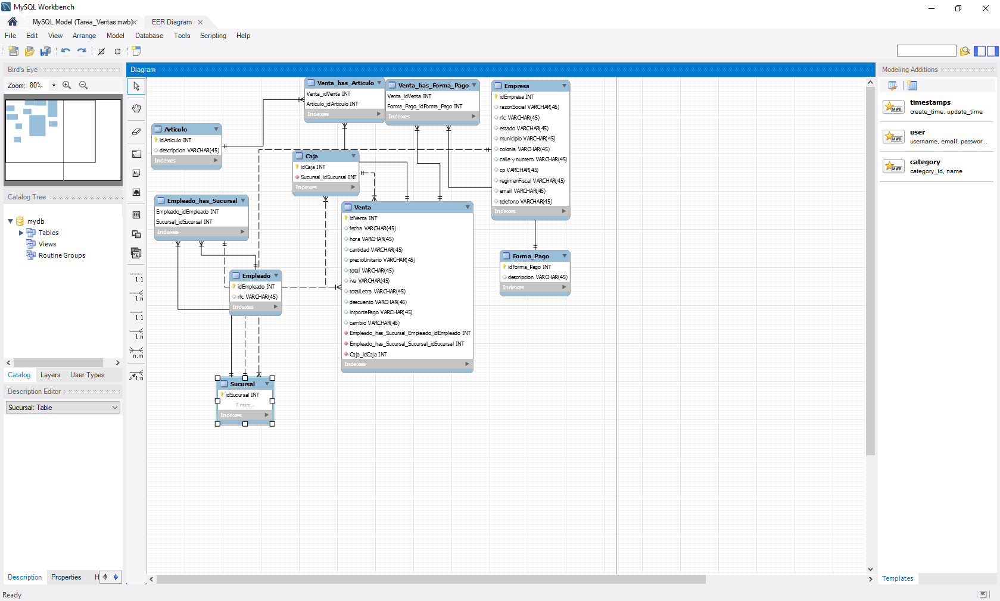 MySQL Workbench
MySQL Model (Tarea_Ventas.mwb)
EER Diagram
File Edit View Arrange Model Database Tools Scripting Help
Bird's Eye
Zoom: 80%
Catalog Tree
mydb
Tables
Views
Routine Groups
Catalog Layers User Types
Description Editor
Sucursal: Table
Description Properties H
Ready
Diagram
1:1
1:n
1:1
1:n
n:m
1:n
Venta_has_Articulo
Venta_idVenta INT
Articulo_idArticulo INT
Indexes
Venta_has_Forma_Pago
Venta_idVenta INT
Forma_Pago_idForma_Pago INT
Indexes
Empresa
idEmpresa INT
razonSocial VARCHAR(45)
rfc VARCHAR(45)
estado VARCHAR(45)
municipio VARCHAR(45)
colonia VARCHAR(45)
calle y numero VARCHAR(45)
cp VARCHAR(45)
regimenFiscal VARCHAR(45)
email VARCHAR(45)
telefono VARCHAR(45)
Indexes
Articulo
idArticulo INT
descripcion VARCHAR(45)
Indexes
Caja
idCaja INT
Sucursal_idSucursal INT
Indexes
Empleado_has_Sucursal
Empleado_idEmpleado INT
Sucursal_idSucursal INT
Indexes
Venta
idVenta INT
fecha VARCHAR(45)
hora VARCHAR(45)
cantidad VARCHAR(45)
precioUnitario VARCHAR(45)
total VARCHAR(45)
iva VARCHAR(45)
totalLetra VARCHAR(45)
descuento VARCHAR(45)
importePago VARCHAR(45)
cambio VARCHAR(45)
Empleado_has_Sucursal_Empleado_idEmpleado INT
Empleado_has_Sucursal_Sucursal_idSucursal INT
Caja_idCaja INT
Indexes
Forma_Pago
idForma_Pago INT
descripcion VARCHAR(45)
Indexes
Empleado
idEmpleado INT
rfc VARCHAR(45)
Indexes
Sucursal
idSucursal INT
7 more...
Indexes
Modeling Additions
MWB
timestamps
create_time, update_time
MWB
user
username, email, passwor...
MWB
category
category_id, name
Templates